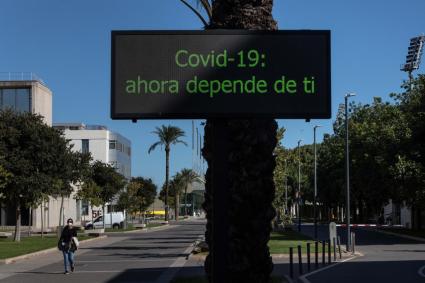 Covid-19:
ahora depende de ti